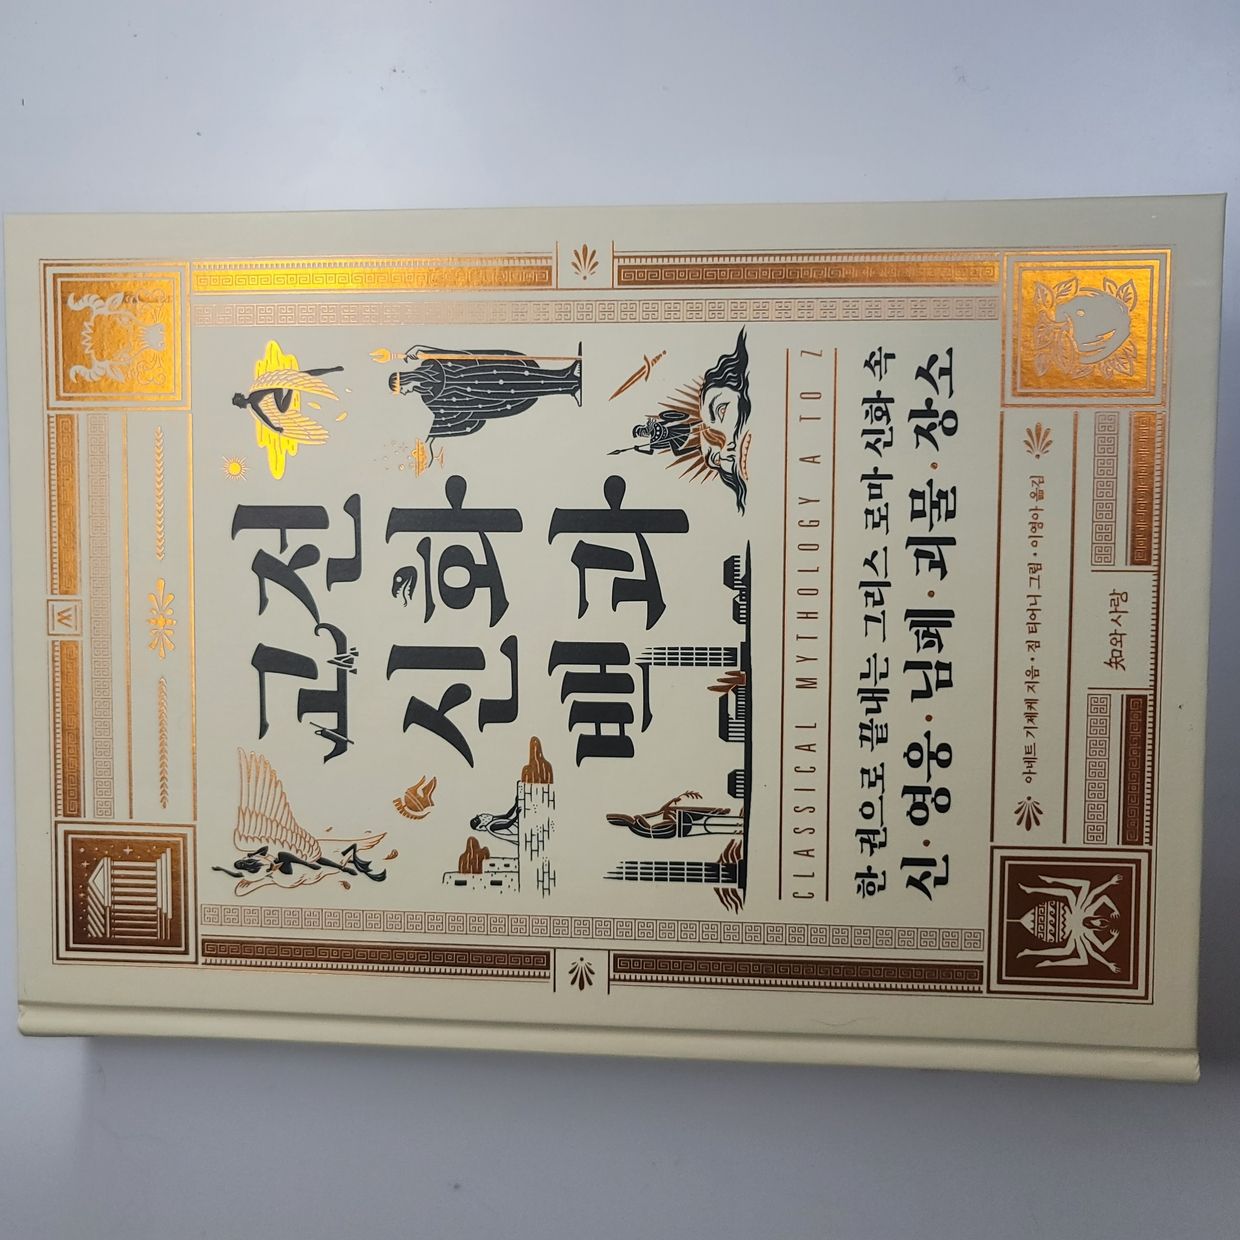 W
고전
신화
백과
CLASSICAL MYTHOLOGY A TO Z
한 권으로 끝내는 그리스 로마 신화 속
신·영웅·님페·괴물·장소
아네트 기제케 지음·짐 티어니 그림·이영아 옮김
知와사랑